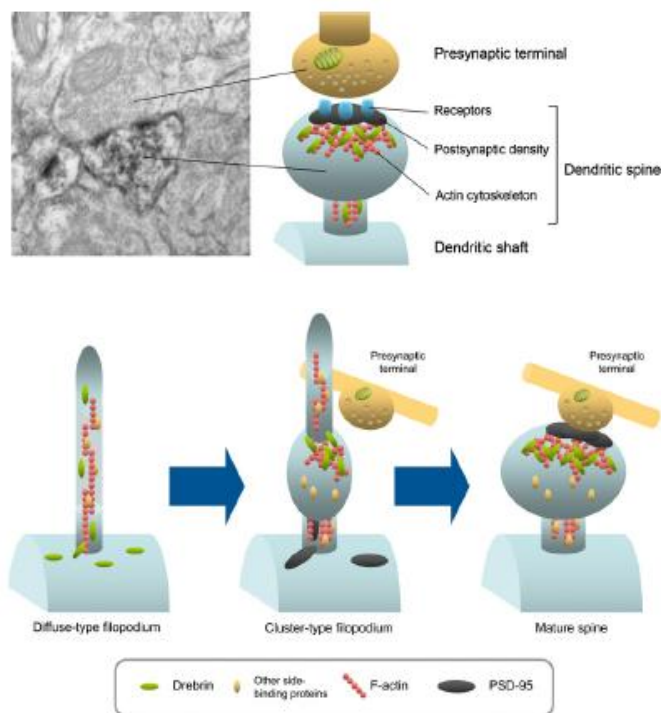 Presynaptic terminal
Receptors
Postsynaptic density
Dendritic spine
Actin cytoskeleton
Dendritic shaft
Presynaptic
terminal
Presynaptic
terminal
Diffuse-type filopodium
Cluster-type filopodium
Mature spine
Drebrin
Other side-
binding proteins
F-actin
PSD-95